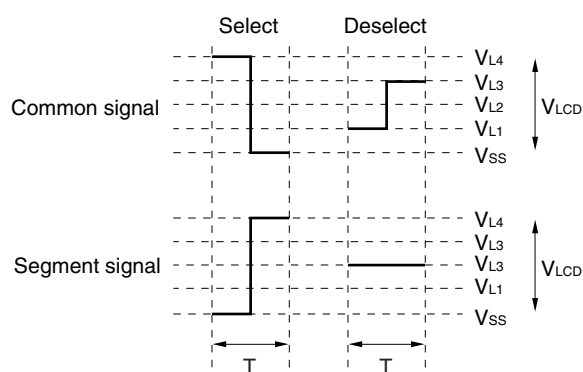 Select Deselect
VL4
VL3
Common signal VL2 VLCD
VL1
VSS
VL4
VL3
Segment signal VL3 VLCD
VL1
VSS
T T